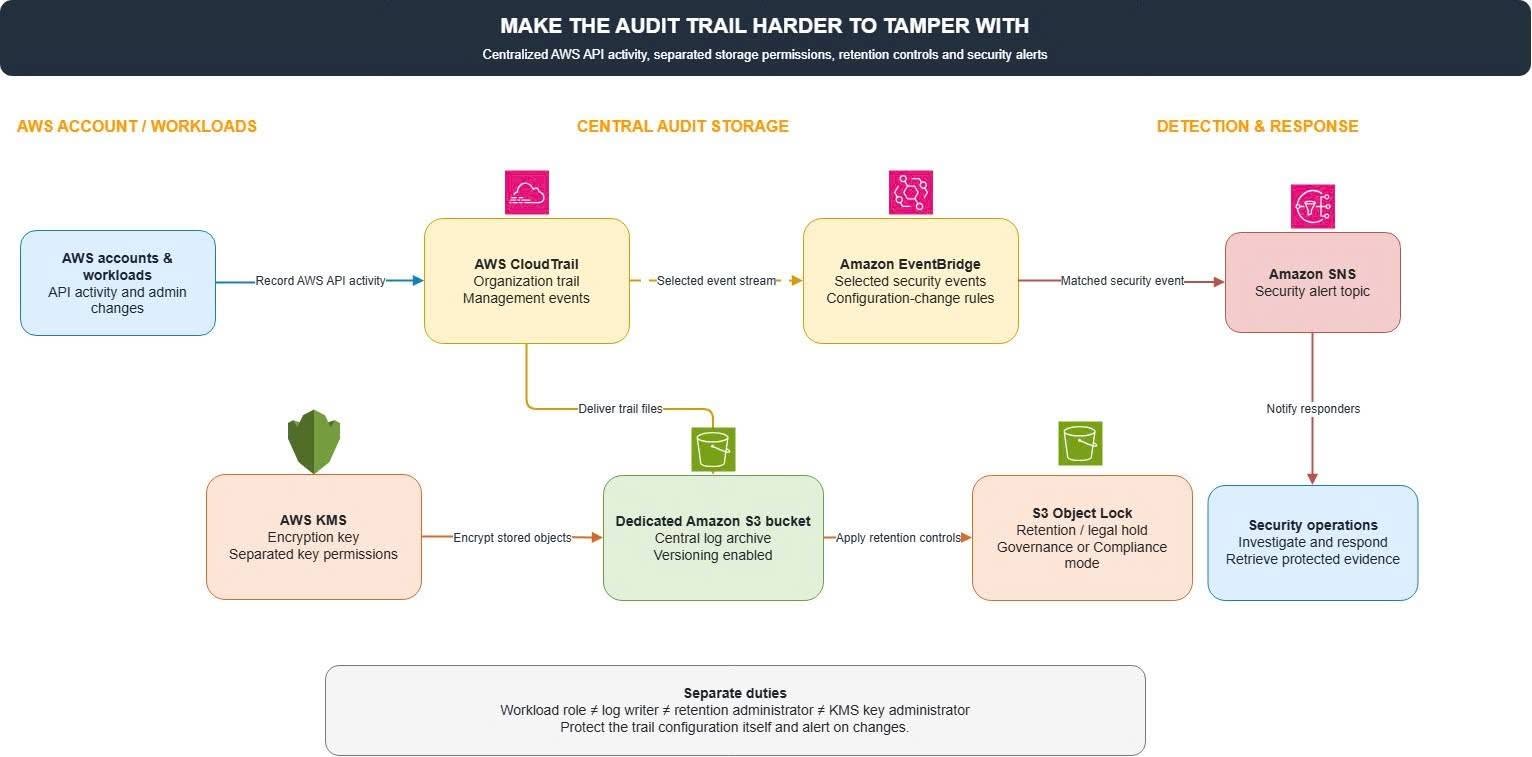 MAKE THE AUDIT TRAIL HARDER TO TAMPER WITH
Centralized AWS API activity, separated storage permissions, retention controls and security alerts
AWS ACCOUNT / WORKLOADS
CENTRAL AUDIT STORAGE
DETECTION & RESPONSE
AWS accounts &
workloads
API activity and admin
changes
Record AWS API activity
AWS CloudTrail
Organization trail
Management events
Selected event stream
Amazon EventBridge
Selected security events
Configuration-change rules
Matched security event
Amazon SNS
Security alert topic
Deliver trail files
Notify responders
AWS KMS
Encryption key
Separated key permissions
Encrypt stored objects
Dedicated Amazon S3 bucket
Central log archive
Versioning enabled
Apply retention controls
S3 Object Lock
Retention / legal hold
Governance or Compliance
mode
Security operations
Investigate and respond
Retrieve protected evidence
Separate duties
Workload role ≠ log writer ≠ retention administrator ≠ KMS key administrator
Protect the trail configuration itself and alert on changes.